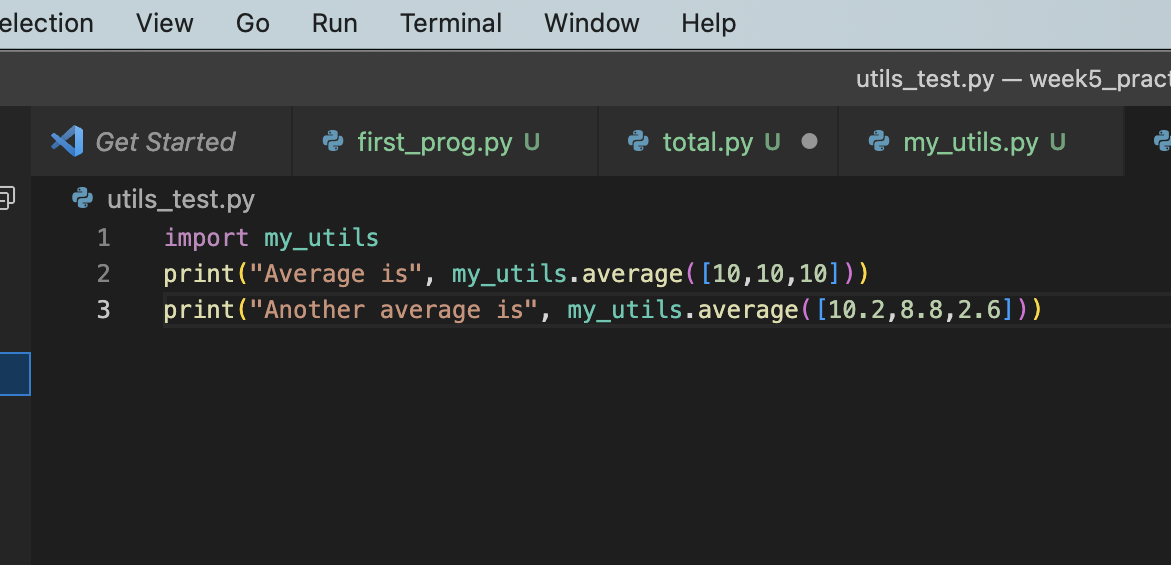 election View Go Run Terminal Window Help
utils_test.py — week5_pract
Get Started first_prog.py U total.py U my_utils.py U
utils_test.py
1 import my_utils
2 print("Average is", my_utils.average([10,10,10]))
3 print("Another average is", my_utils.average([10.2,8.8,2.6]))